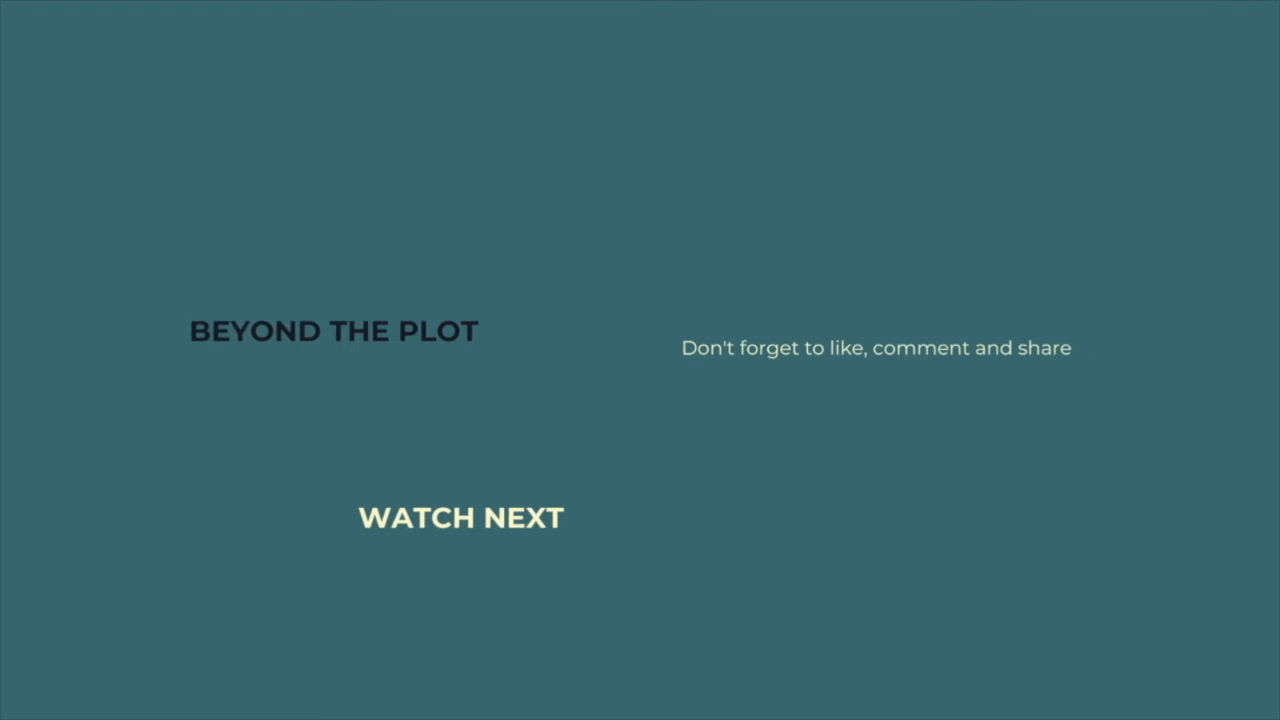 BEYOND THE PLOT
Don't forget to like, comment and share
WATCH NEXT